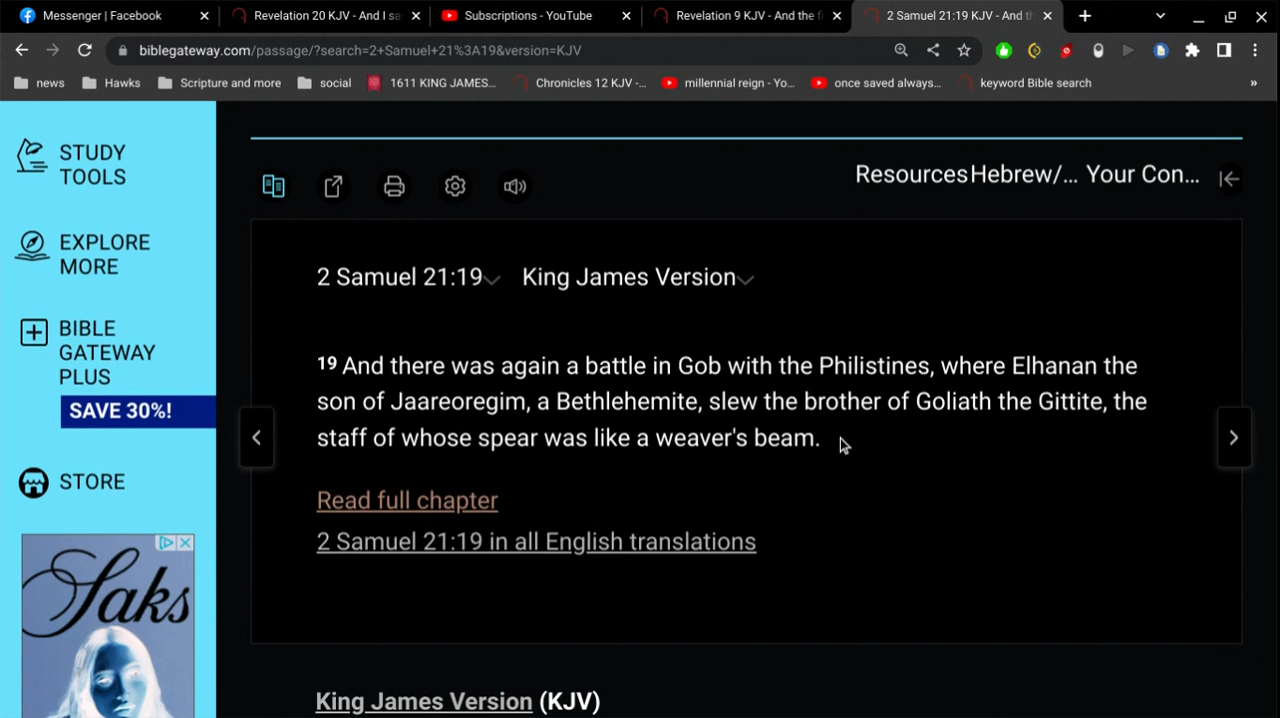 Messenger | Facebook
Revelation 20 KJV - And I sa
Subscriptions - YouTube
Revelation 9 KJV - And the fi
2 Samuel 21:19 KJV - And th
biblegateway.com/passage/?search=2+Samuel+21%3A19&version=KJV
news
Hawks
Scripture and more
social
1611 KING JAMES...
Chronicles 12 KJV -...
millennial reign - Yo...
once saved always...
keyword Bible search
»
STUDY
TOOLS
EXPLORE
MORE
BIBLE
GATEWAY
PLUS
SAVE 30%!
STORE
Saks
Resources
Hebrew/...
Your Con...
2 Samuel 21:19
King James Version
19 And there was again a battle in Gob with the Philistines, where Elhanan the
son of Jaareoregim, a Bethlehemite, slew the brother of Goliath the Gittite, the
staff of whose spear was like a weaver's beam.
Read full chapter
2 Samuel 21:19 in all English translations
King James Version (KJV)